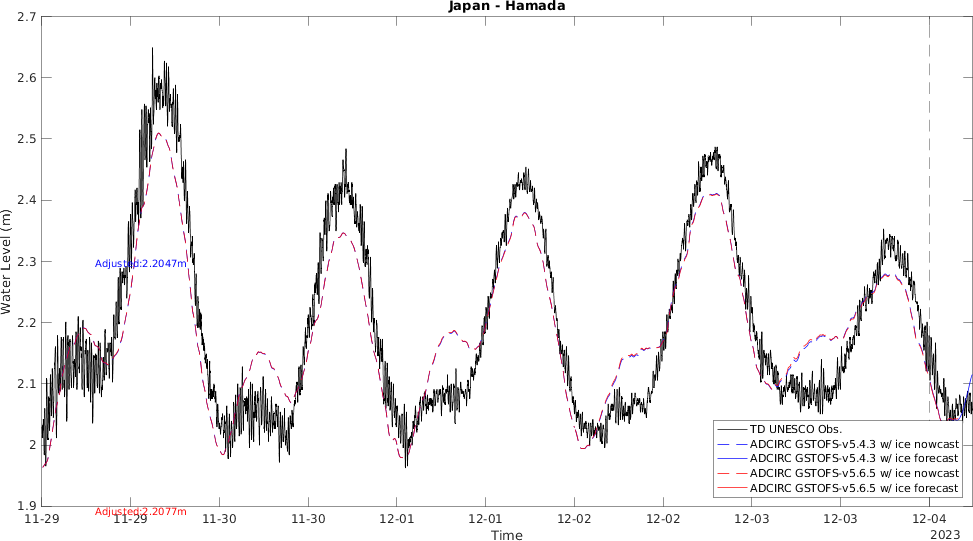 Japan - Hamada
2.7
2.6
2.5
2.4
2.3
2.2
2.1
2
1.9
Water Level (m)
Adjusted:2.2047m
Adjusted:2.2077m
TD UNESCO Obs.
ADCIRC GSTOFS-v5.4.3 w/ ice nowcast
ADCIRC GSTOFS-v5.4.3 w/ ice forecast
ADCIRC GSTOFS-v5.6.5 w/ ice nowcast
ADCIRC GSTOFS-v5.6.5 w/ ice forecast
11-29 11-29 11-30 11-30 12-01 12-01 12-02 12-02 12-03 12-03 12-04
2023
Time